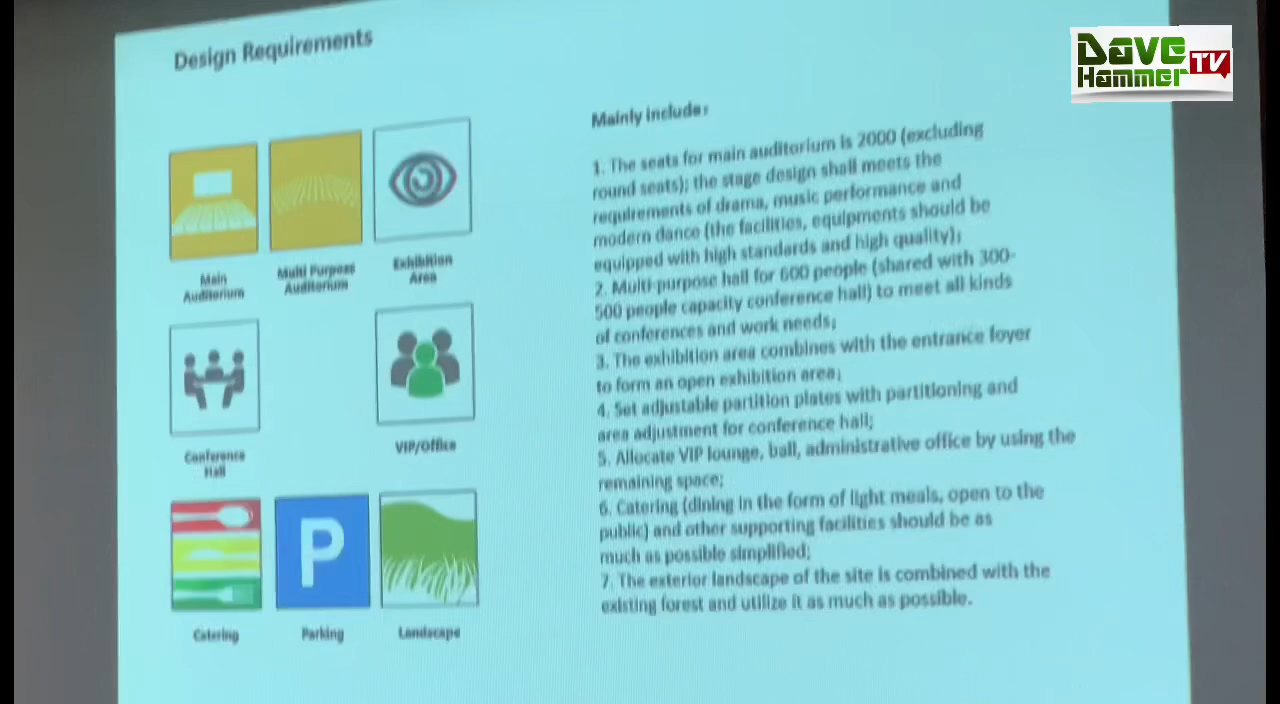 Design Requirements
Dave
Hammer TV
Main
Auditorium
Multi Purpose
Auditorium
Exhibition
Area
Conference
Hall
VIP/Office
P
Catering
Parking
Landscape
Mainly include:
1. The seats for main auditorium is 2000 (excluding
round seats); the stage design shall meets the
requirements of drama, music performance and
modern dance (the facilities, equipments should be
equipped with high standards and high quality);
2. Multi-purpose hall for 600 people (shared with 300-
500 people capacity conference hall) to meet all kinds
of conferences and work needs;
3. The exhibition area combines with the entrance foyer
to form an open exhibition area;
4. Set adjustable partition plates with partitioning and
area adjustment for conference hall;
5. Allocate VIP lounge, ball, administrative office by using the
remaining space;
6. Catering (dining in the form of light meals, open to the
public) and other supporting facilities should be as
much as possible simplified;
7. The exterior landscape of the site is combined with the
existing forest and utilize it as much as possible.